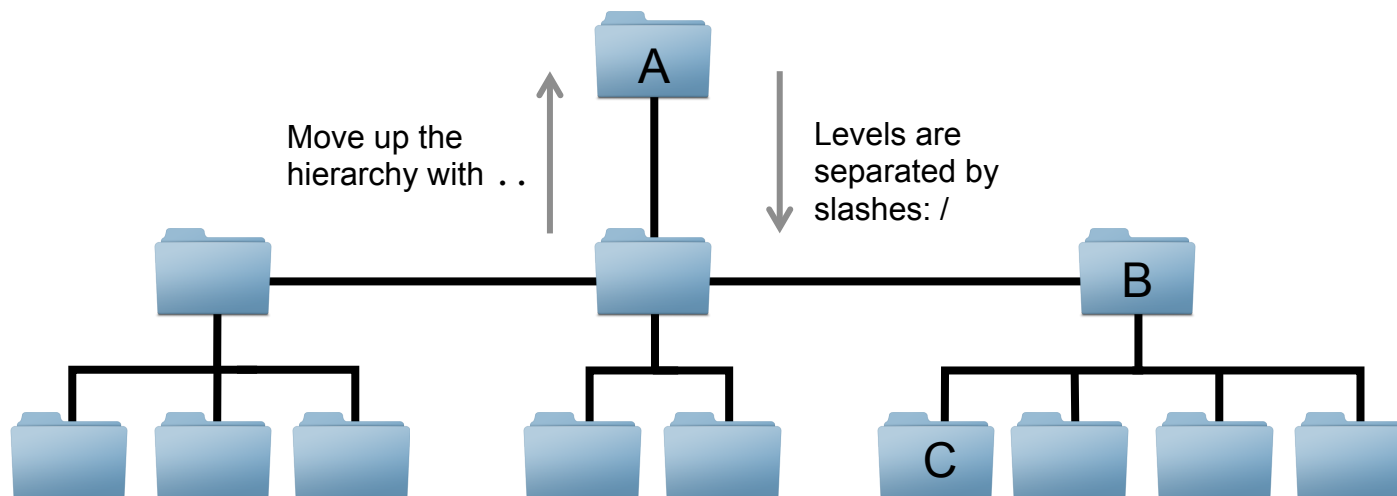 A
Move up the
hierarchy with ..
Levels are
separated by
slashes: /
B
C